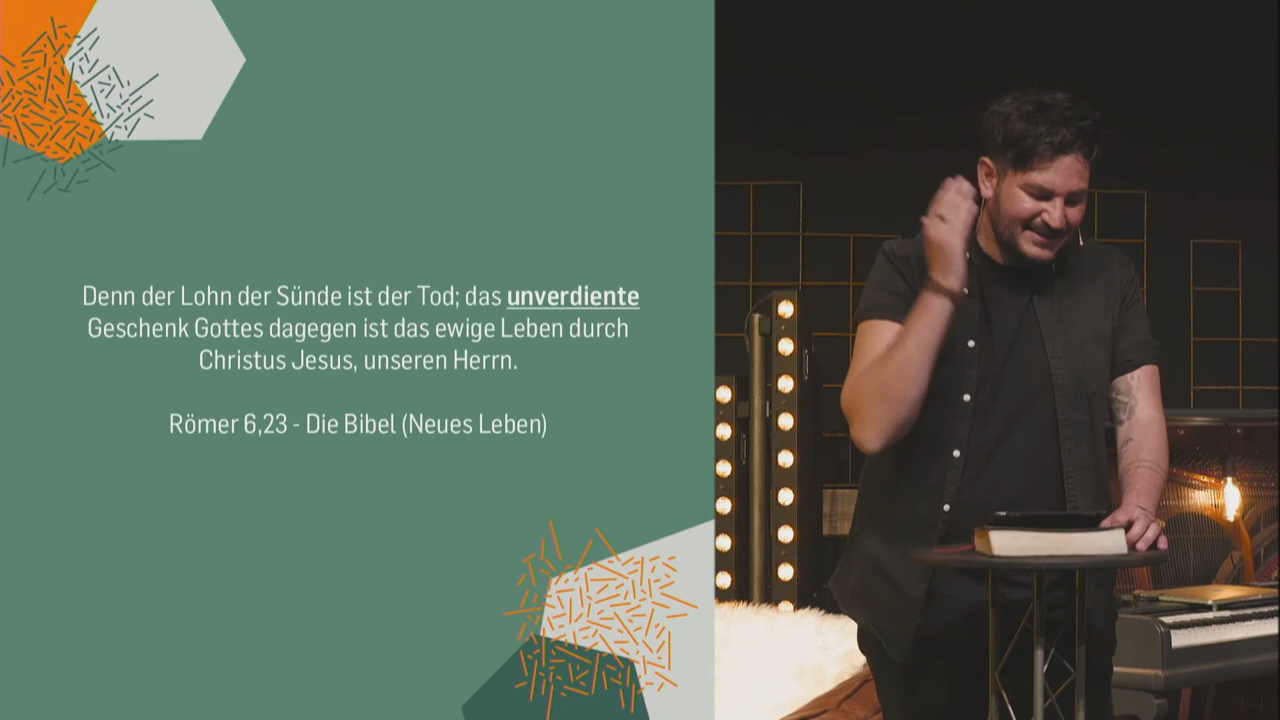 Denn der Lohn der Sünde ist der Tod; das unverdiente
Geschenk Gottes dagegen ist das ewige Leben durch
Christus Jesus, unseren Herrn.
Römer 6,23 - Die Bibel (Neues Leben)